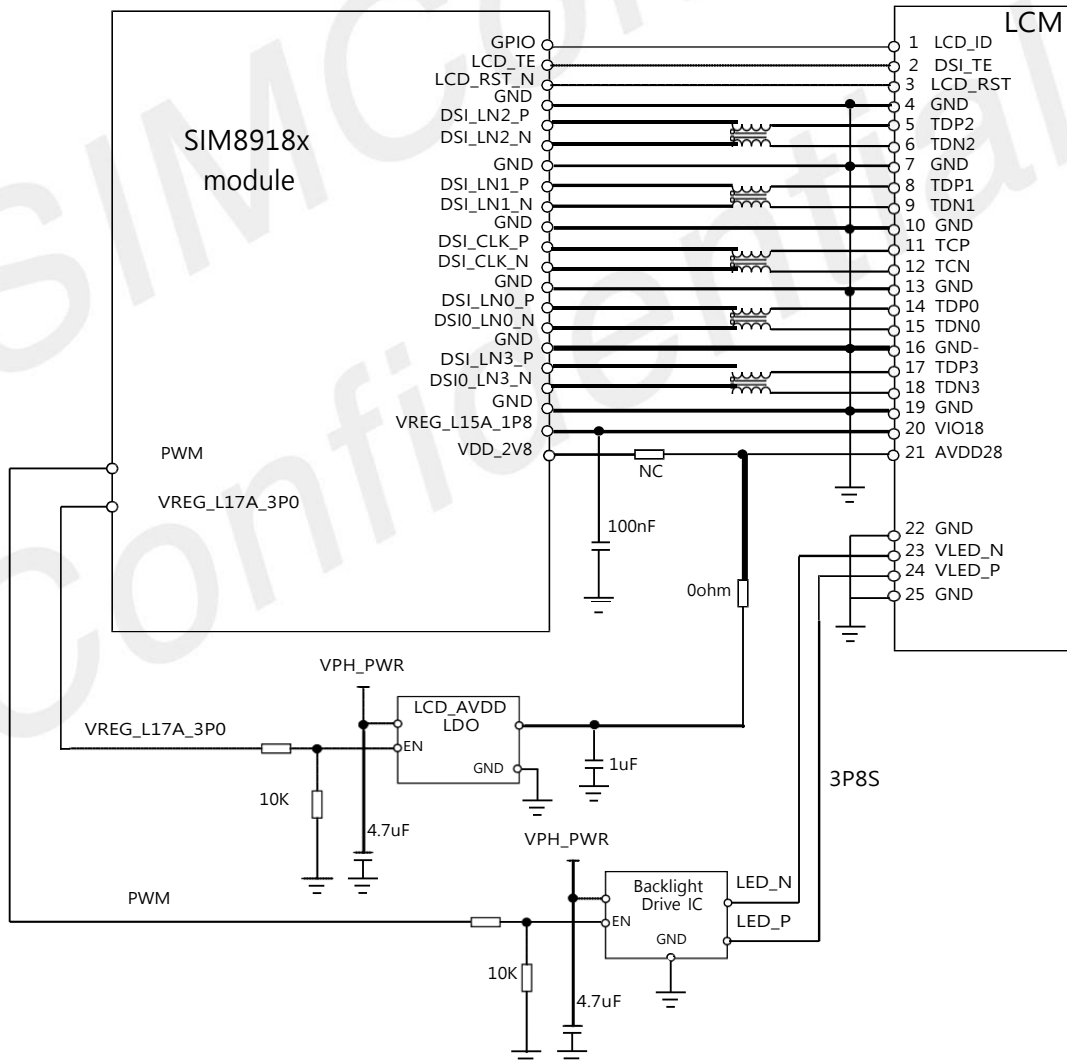 LCM
GPIO
LCD_TE
LCD_RST_N
GND
DSI_LN2_P
DSI_LN2_N
GND
DSI_LN1_P
DSI_LN1_N
GND
DSI_CLK_P
DSI_CLK_N
GND
DSI_LN0_P
DSI0_LN0_N
GND
DSI_LN3_P
DSI0_LN3_N
GND
VREG_L15A_1P8
VDD_2V8
SIM8918x
module
PWM
VREG_L17A_3P0
1 LCD_ID
2 DSI_TE
3 LCD_RST
4 GND
5 TDP2
6 TDN2
7 GND
8 TDP1
9 TDN1
10 GND
11 TCP
12 TCN
13 GND
14 TDP0
15 TDN0
16 GND-
17 TDP3
18 TDN3
19 GND
20 VIO18
21 AVDD28
22 GND
23 VLED_N
24 VLED_P
25 GND
NC
100nF
0ohm
VPH_PWR
LCD_AVDD
LDO
EN
GND
VREG_L17A_3P0
10K
4.7uF
1uF
3P8S
VPH_PWR
PWM
Backlight
Drive IC
EN
GND
LED_N
LED_P
10K
4.7uF
SIMCom
Confidential